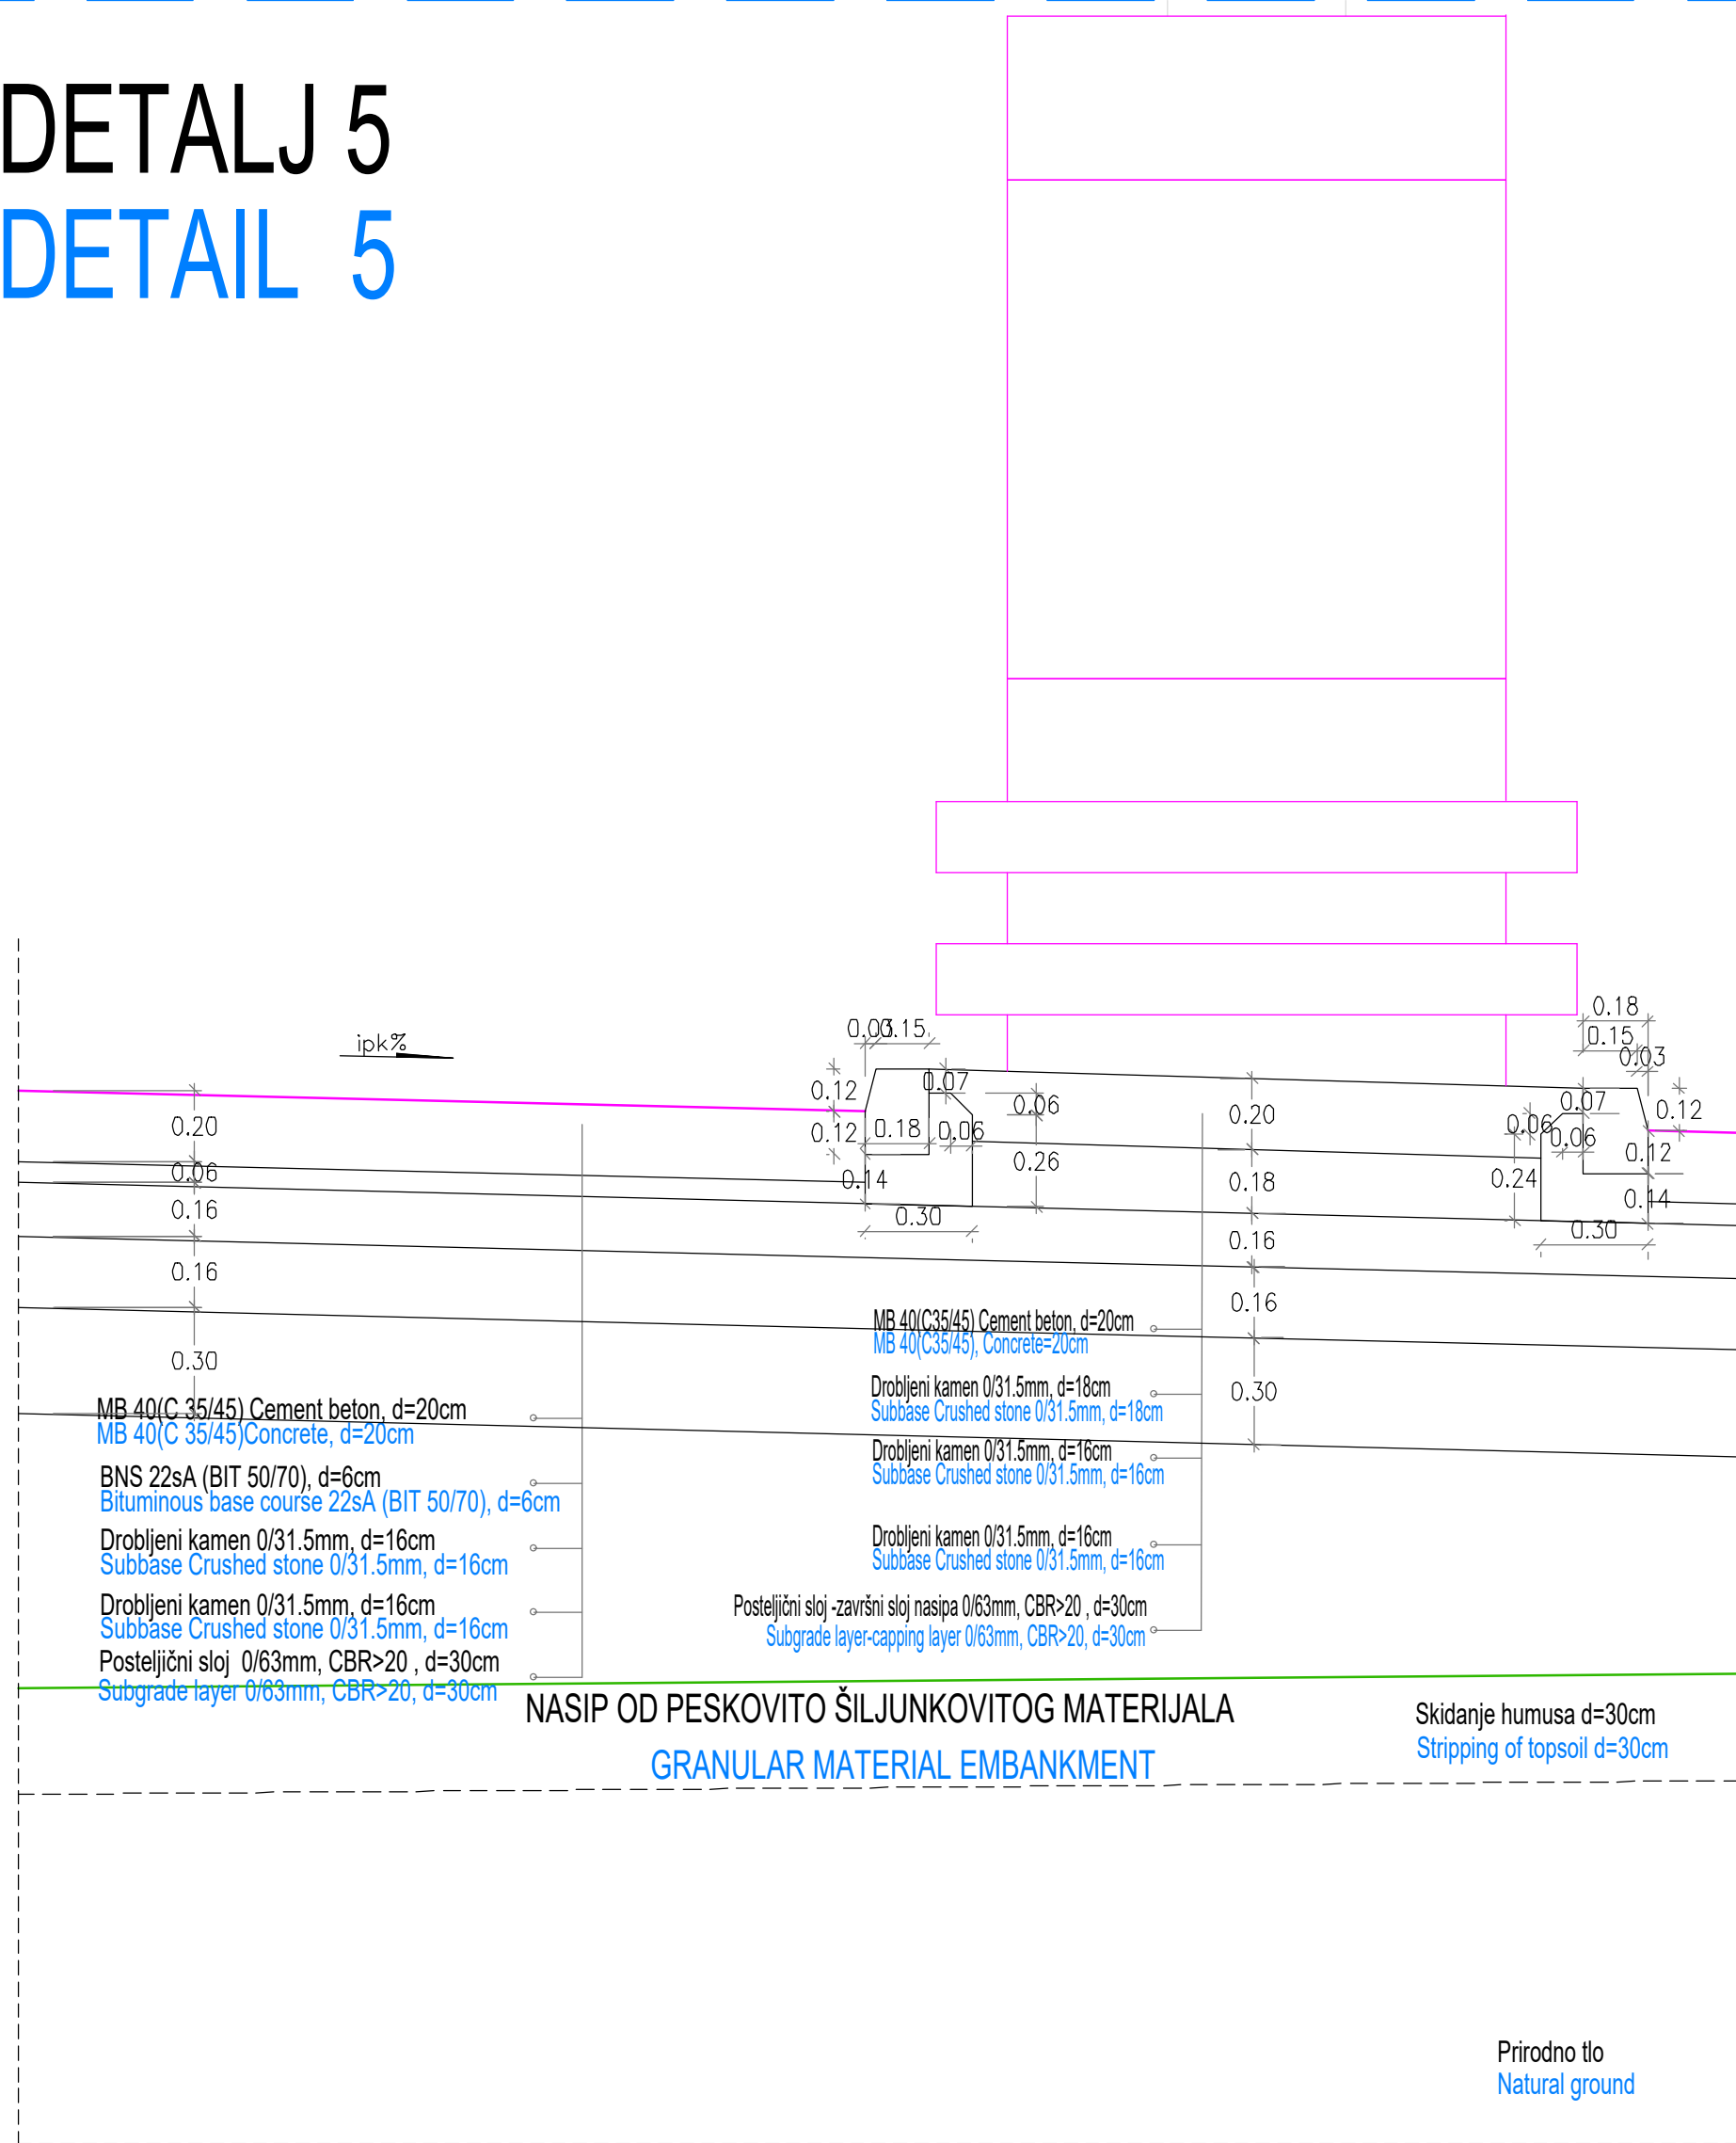 DETALJ 5
DETAIL 5
ipk%
0.20
0.06
0.16
0.16
0.30
0.03
0.15
0.12
0.12
0.07
0.18
0.06
0.06
0.14
0.26
0.30
0.20
0.18
0.16
0.16
0.30
0.18
0.15
0.03
0.07
0.12
0.06
0.06
0.12
0.24
0.14
0.30
MB 40(C 35/45) Cement beton, d=20cm
MB 40(C 35/45)Concrete, d=20cm
BNS 22sA (BIT 50/70), d=6cm
Bituminous base course 22sA (BIT 50/70), d=6cm
Drobljeni kamen 0/31.5mm, d=16cm
Subbase Crushed stone 0/31.5mm, d=16cm
Drobljeni kamen 0/31.5mm, d=16cm
Subbase Crushed stone 0/31.5mm, d=16cm
Posteljični sloj 0/63mm, CBR>20 , d=30cm
Subgrade layer 0/63mm, CBR>20, d=30cm
MB 40(C35/45) Cement beton, d=20cm
MB 40(C35/45), Concrete=20cm
Drobljeni kamen 0/31.5mm, d=18cm
Subbase Crushed stone 0/31.5mm, d=18cm
Drobljeni kamen 0/31.5mm, d=16cm
Subbase Crushed stone 0/31.5mm, d=16cm
Drobljeni kamen 0/31.5mm, d=16cm
Subbase Crushed stone 0/31.5mm, d=16cm
Posteljični sloj -završni sloj nasipa 0/63mm, CBR>20 , d=30cm
Subgrade layer-capping layer 0/63mm, CBR>20, d=30cm
NASIP OD PESKOVITO ŠILJUNKOVITOG MATERIJALA
GRANULAR MATERIAL EMBANKMENT
Skidanje humusa d=30cm
Stripping of topsoil d=30cm
Prirodno tlo
Natural ground